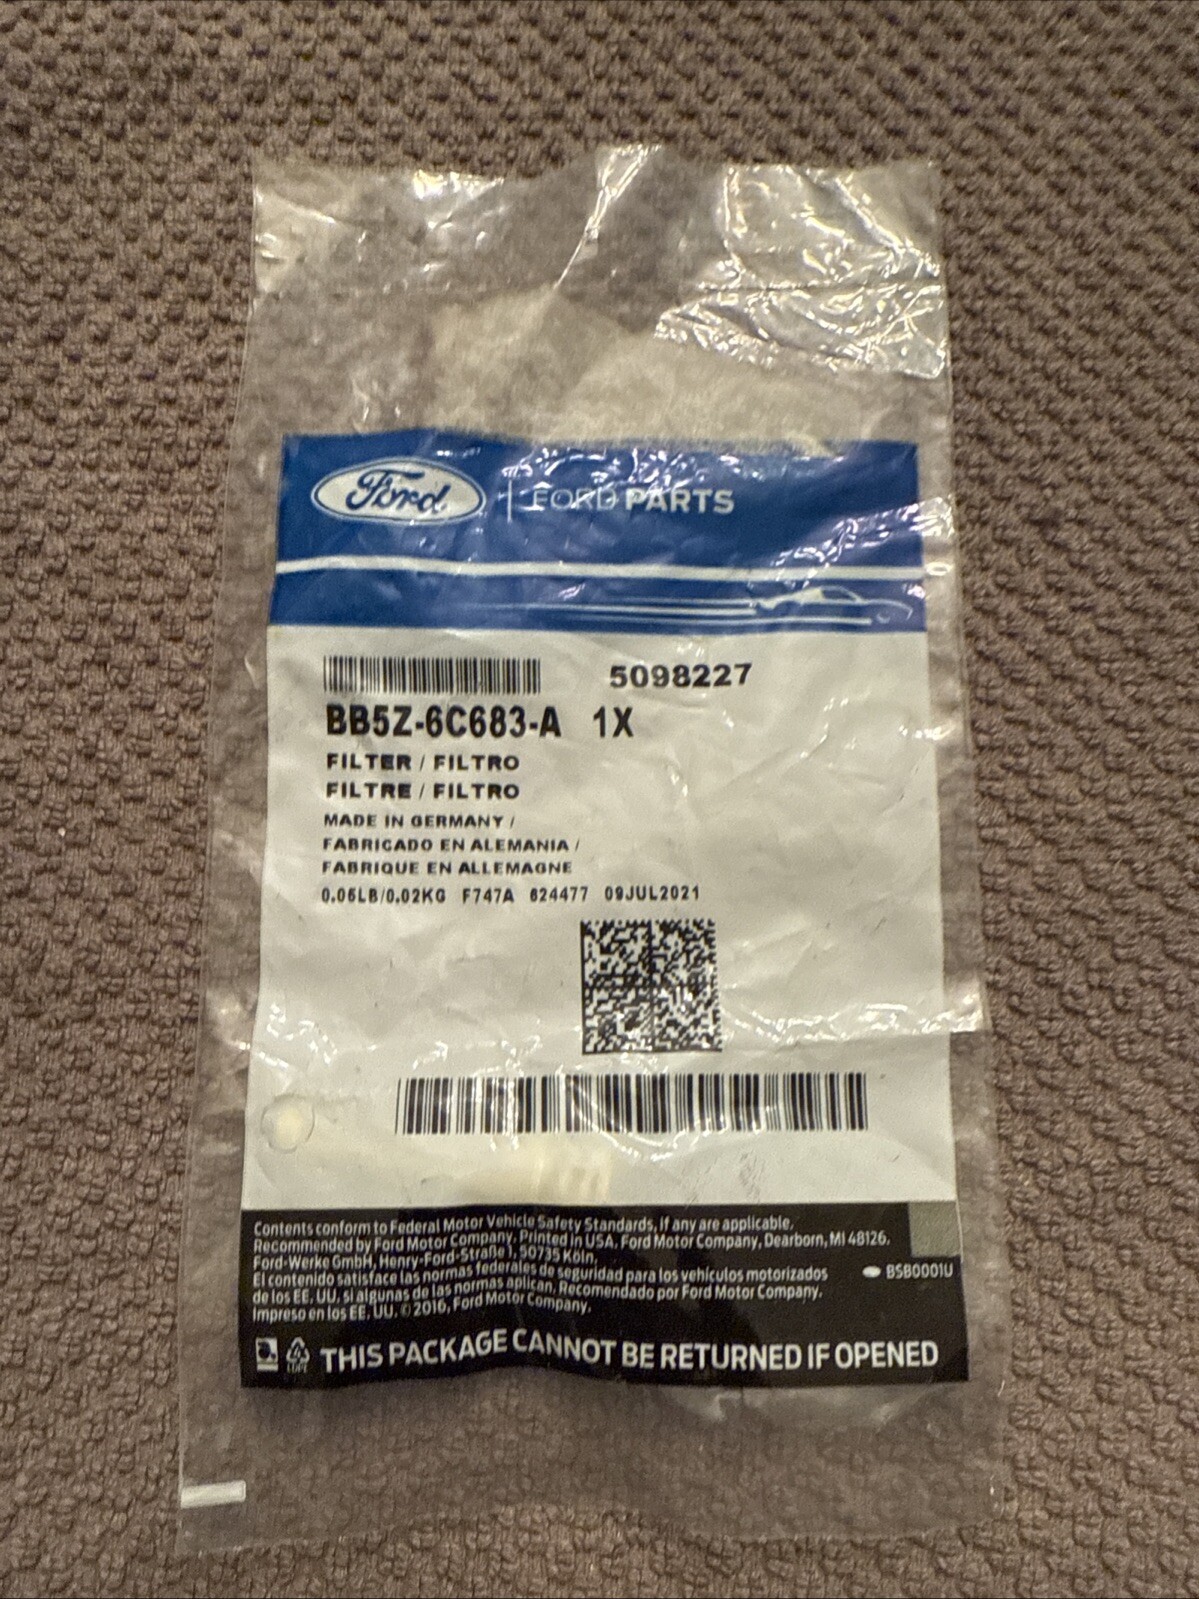 Ford | FORD PARTS
5098227
BB5Z-6C683-A 1X
FILTER / FILTRO
FILTRE / FILTRO
MADE IN GERMANY /
FABRICADO EN ALEMANIA /
FABRIQUE EN ALLEMAGNE
0.05LB/0.02KG F747A 624477 09JUL2021
Contents conform to Federal Motor Vehicle Safety Standards, if any are applicable.
Recommended by Ford Motor Company. Printed in USA. Ford Motor Company, Dearborn, MI 48126.
Ford-Werke GmbH, Henry-Ford-Straße 1, 50735 Köln.
El contenido satisface las normas federales de seguridad para los vehículos motorizados
de los EE. UU. si algunas de las normas aplican. Recomendado por Ford Motor Company.
Impreso en los EE. UU. © 2016, Ford Motor Company.
BSB0001U
THIS PACKAGE CANNOT BE RETURNED IF OPENED